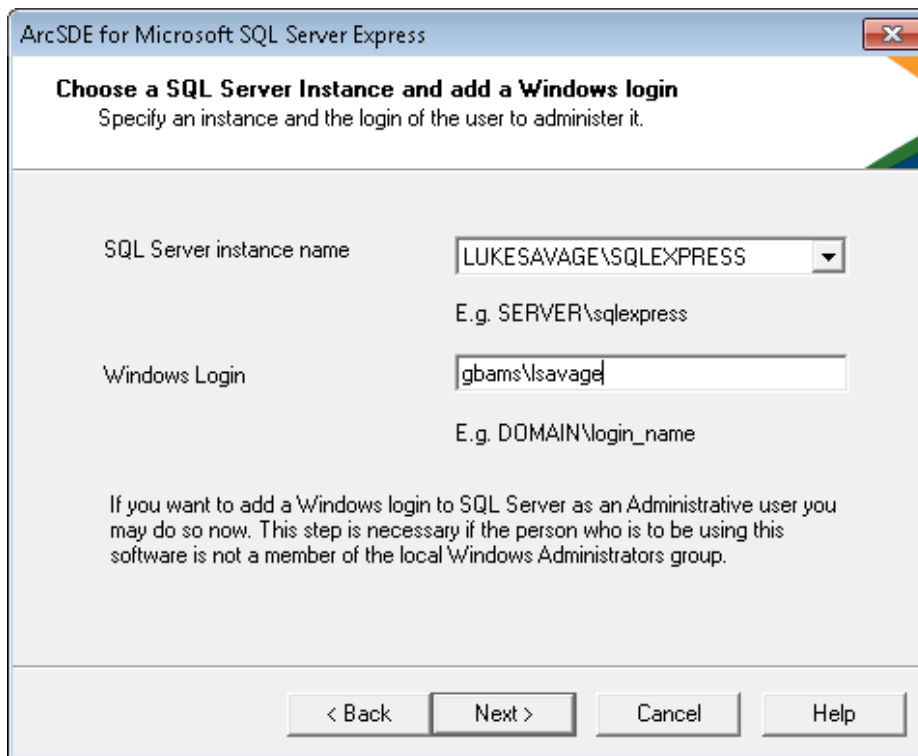 ArcSDE for Microsoft SQL Server Express
Choose a SQL Server Instance and add a Windows login
Specify an instance and the login of the user to administer it.
SQL Server instance name
LUKESAVAGE\SQLEXPRESS
E.g. SERVER\sqlexpress
Windows Login
gbams\lsavage
E.g. DOMAIN\login_name
If you want to add a Windows login to SQL Server as an Administrative user you
may do so now. This step is necessary if the person who is to be using this
software is not a member of the local Windows Administrators group.
< Back
Next >
Cancel
Help